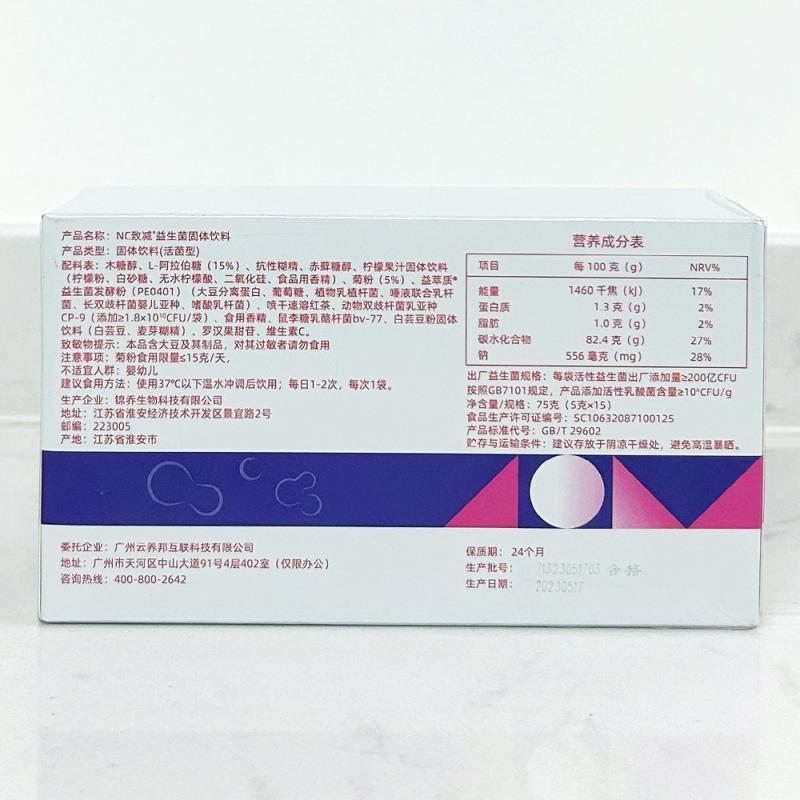 产品名称：NC致减®益生菌固体饮料
产品类型：固体饮料(活菌型)
配料表：木糖醇、L-阿拉伯糖（15%）、抗性糊精、赤藓糖醇、柠檬果汁固体饮料
（柠檬粉、白砂糖、无水柠檬酸、二氧化硅、食品用香精）、菊粉（5%）、益萃质®
益生菌发酵粉（PE0401）（大豆分离蛋白、葡萄糖、植物乳植杆菌、唾液联合乳杆
菌、长双歧杆菌婴儿亚种、嗜酸乳杆菌）、喷干速溶红茶、动物双歧杆菌乳亚种
CP-9（添加≥1.8×10¹⁰CFU/袋）、食用香精、鼠李糖乳酪杆菌bv-77、白芸豆粉固体
饮料（白芸豆、麦芽糊精）、罗汉果甜苷、维生素C。
致敏物提示：本品含大豆及其制品，对其过敏者请勿食用
注意事项：菊粉食用限量≤15克/天，
不适宜人群：婴幼儿
建议食用方法：使用37℃以下温水冲调后饮用；每日1-2次，每次1袋。
生产企业：锦乔生物科技有限公司
地址：江苏省淮安经济技术开发区景宜路2号
邮编：223005
产地：江苏省淮安市
营养成分表
项目 每 100 克（g） NRV%
能量 1460 千焦（kJ） 17%
蛋白质 1.3 克（g） 2%
脂肪 1.0 克（g） 2%
碳水化合物 82.4 克（g） 27%
钠 556 毫克（mg） 28%
出厂益生菌规格：每袋活性益生菌出厂添加量≥200亿CFU
按照GB7101规定，产品添加活性乳酸菌含量≥10⁶CFU/g
净含量/规格：75克（5克×15）
食品生产许可证编号：SC10632087100125
产品标准代号：GB/T 29602
贮存与运输条件：建议存放于阴凉干燥处，避免高温暴晒。
委托企业：广州云养邦互联科技有限公司
地址：广州市天河区中山大道91号4层402室（仅限办公）
咨询热线：400-800-2642
保质期：24个月
生产批号：71323051703 合格
生产日期：20230517